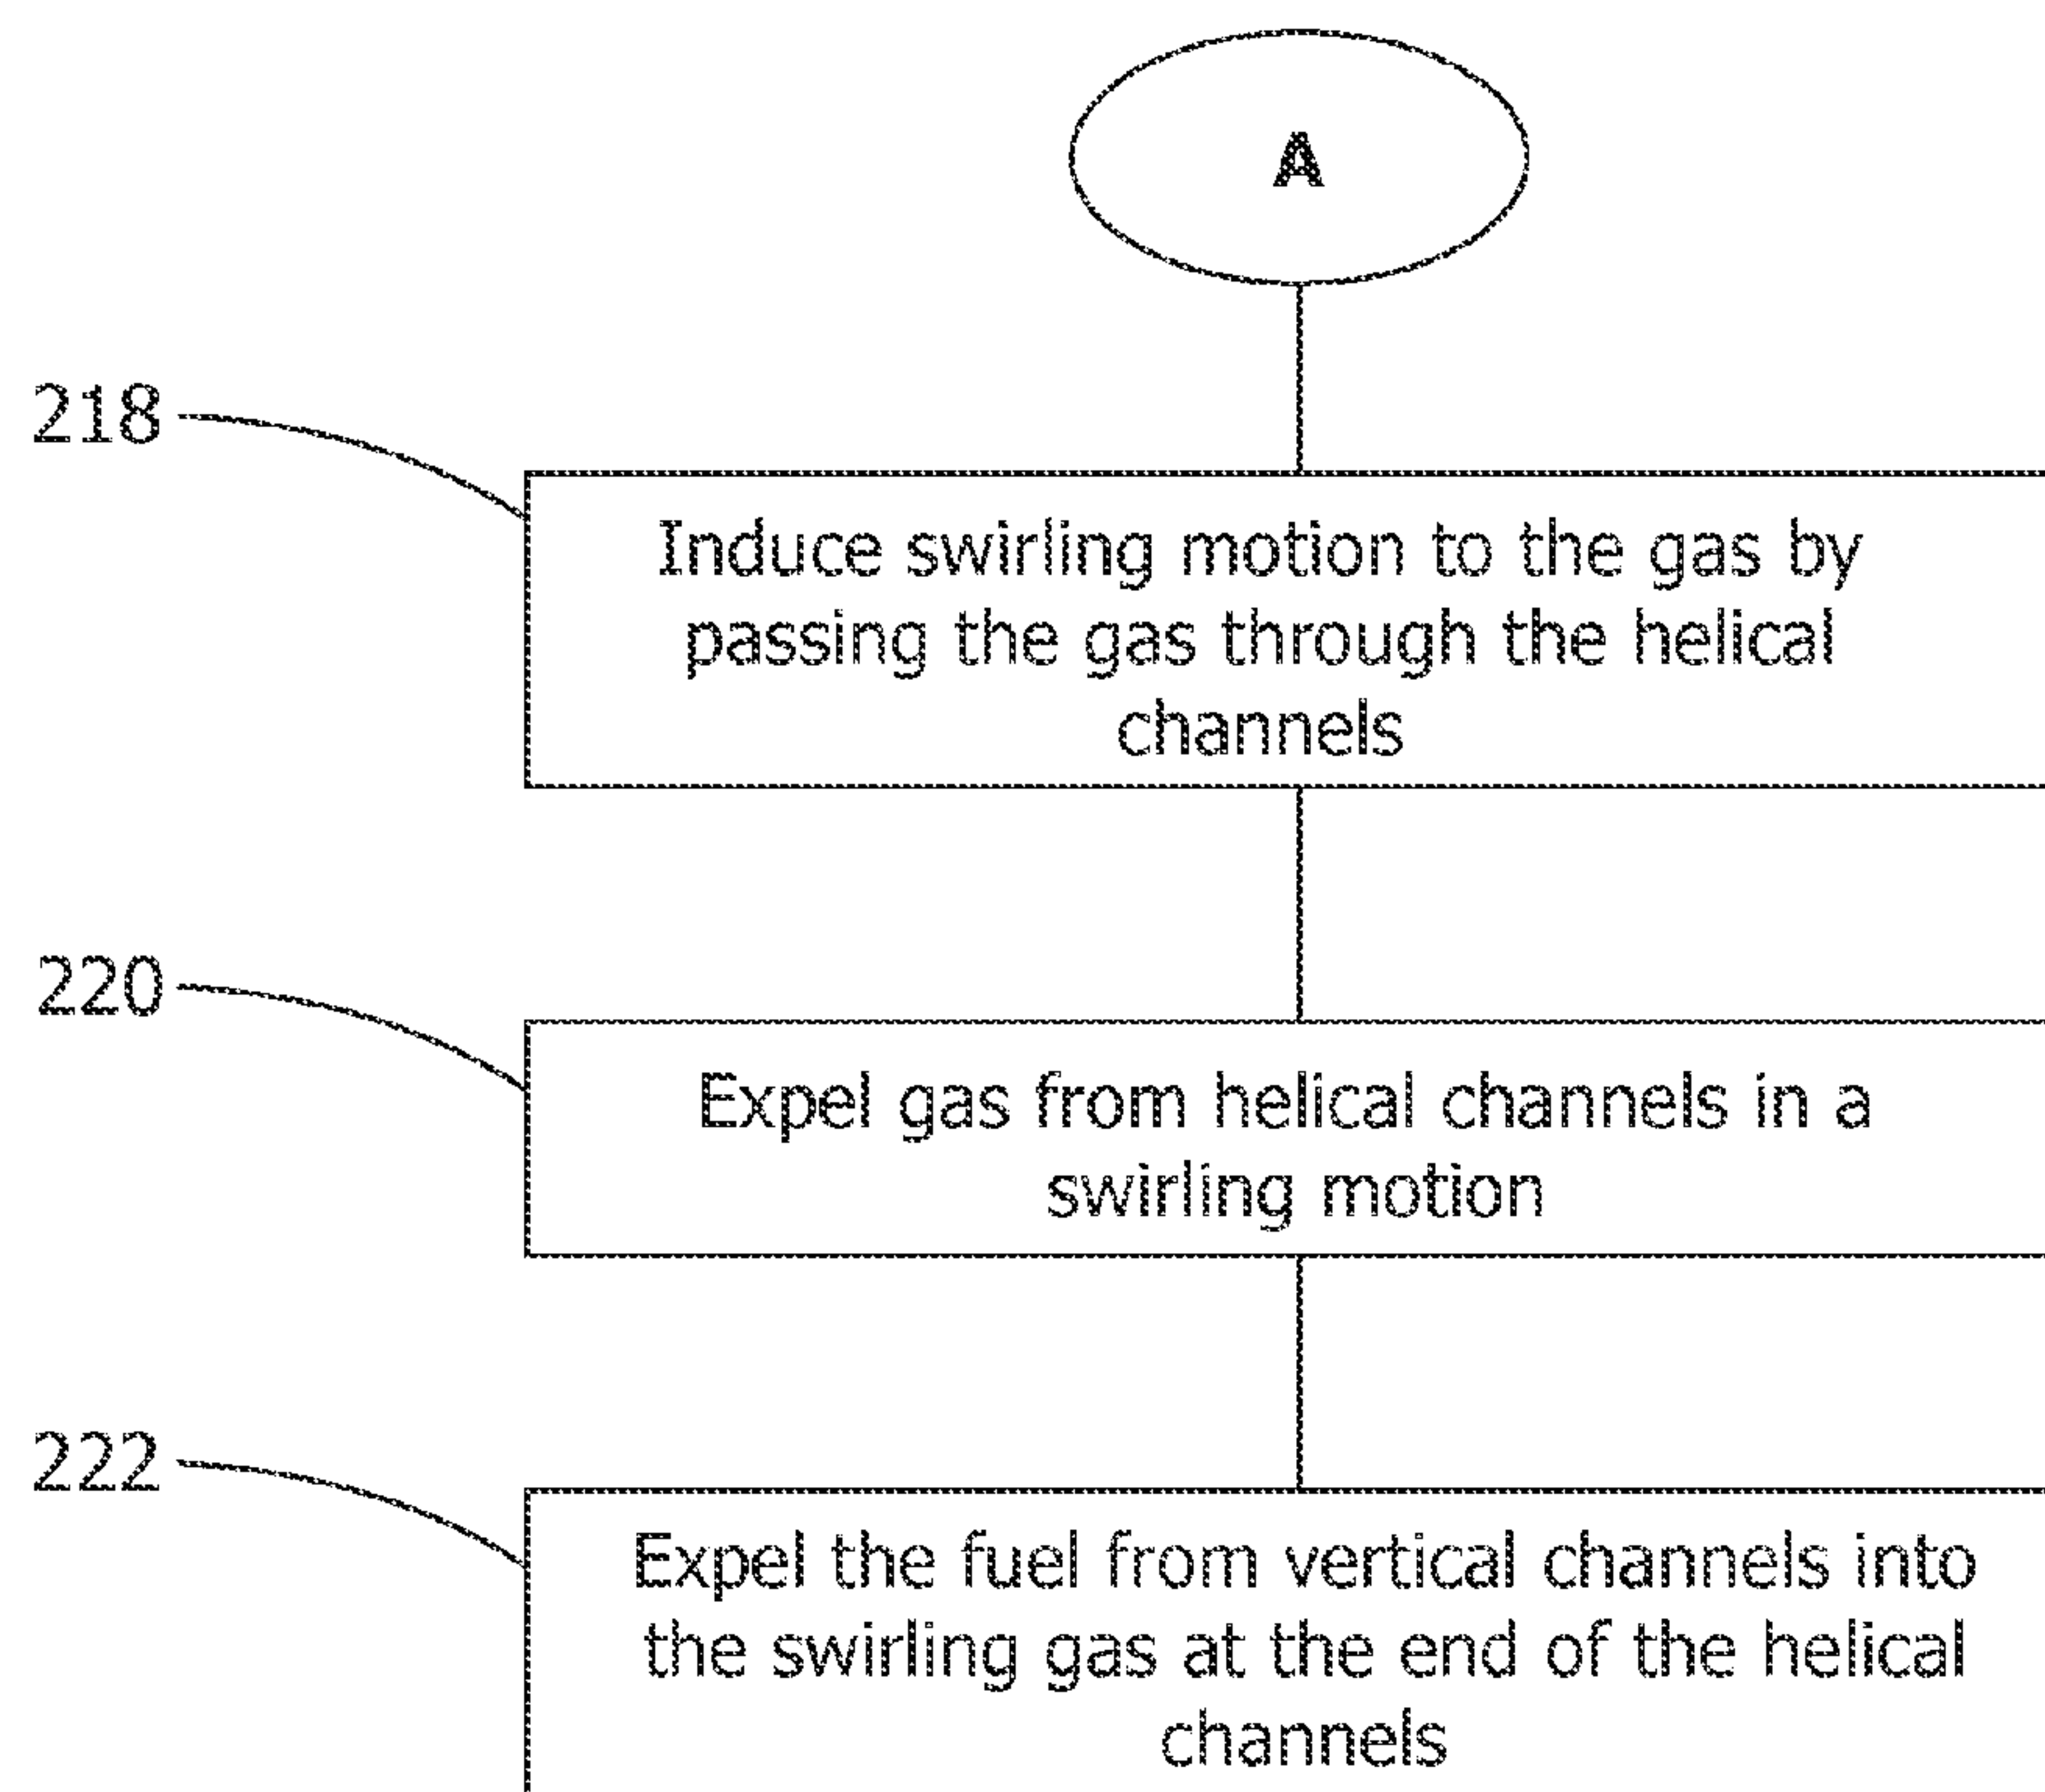 A
218
Induce swirling motion to the gas by
passing the gas through the helical
channels
220
Expel gas from helical channels in a
swirling motion
222
Expel the fuel from vertical channels into
the swirling gas at the end of the helical
channels